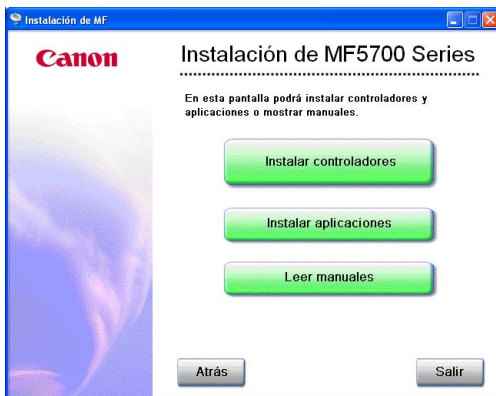 Instalación de MF
Canon
Instalación de MF5700 Series
En esta pantalla podrá instalar controladores y
aplicaciones o mostrar manuales.
Instalar controladores
Instalar aplicaciones
Leer manuales
Atrás
Salir